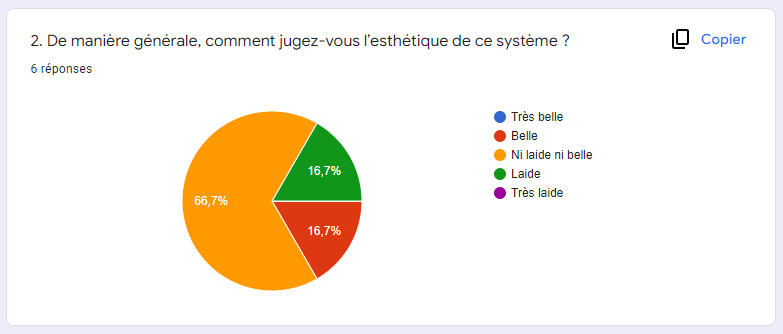 2. De manière générale, comment jugez-vous l’esthétique de ce système ?
Copier
6 réponses
Très belle
Belle
Ni laide ni belle
Laide
Très laide
16,7%
66,7%
16,7%